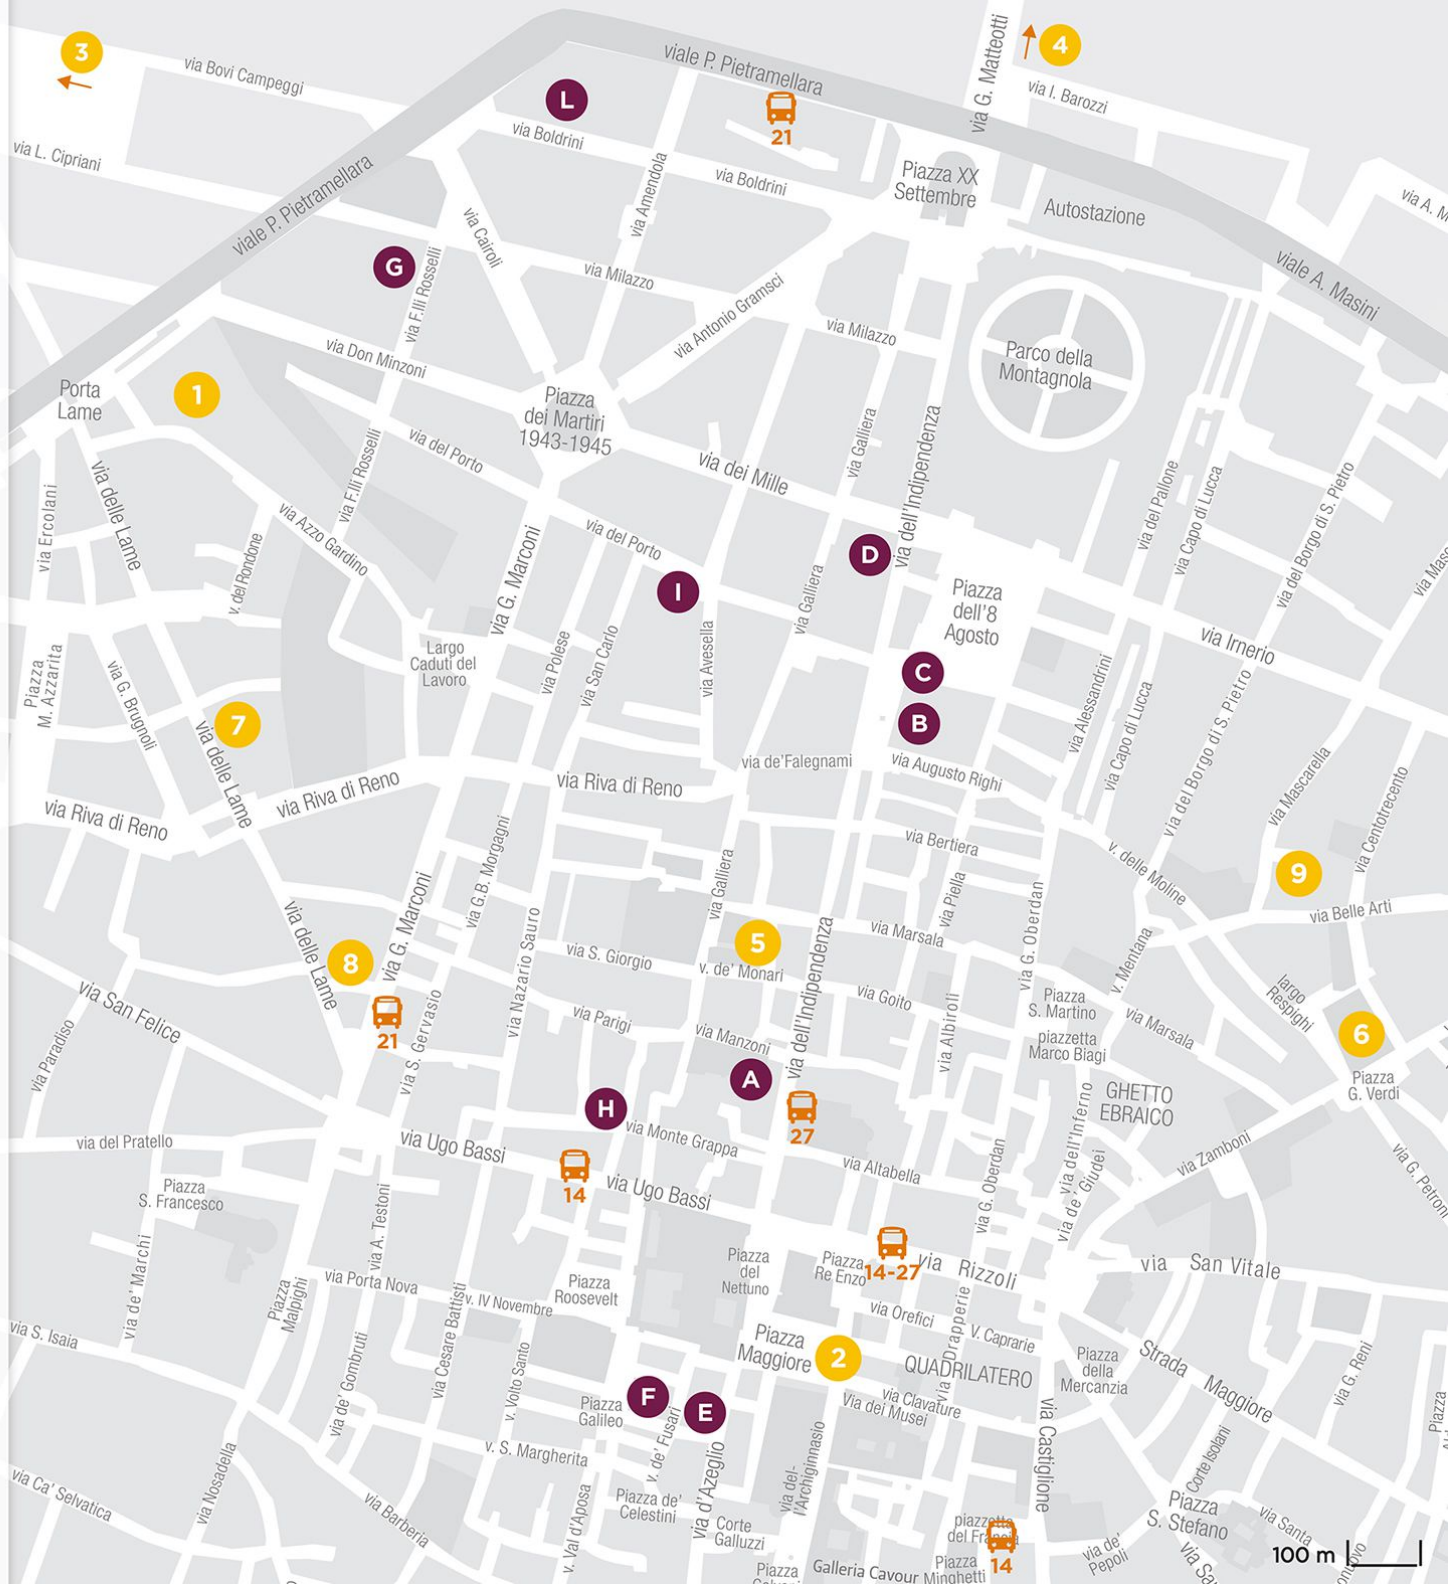 3
4
via Bovi Campeggi
viale P. Pietramellara
via G. Matteotti
via I. Barozzi
L
21
via Boldrini
via L. Cipriani
viale P. Pietramellara
via Amendola
via Boldrini
Piazza XX
Settembre
Autostazione
via A. M
via Cairoli
G
via F.lli Rosselli
via Milazzo
viale A. Masini
via Antonio Gramsci
via Milazzo
via Don Minzoni
Parco della
Montagnola
Porta
Lame
1
Piazza
dei Martiri
1943-1945
via del Porto
via Galliera
via dell'Indipendenza
via dei Mille
via F.lli Rosselli
via Ercolani
via delle Lame
via Azzo Gardino
via del Pallone
via Capo di Lucca
via del Borgo di S. Pietro
via Masc
v. del Rondone
via G. Marconi
via del Porto
D
I
via Galliera
Piazza
dell'8
Agosto
via Irnerio
Piazza
M. Azzarita
via G. Brugnoli
Largo
Caduti del
Lavoro
via Polese
via San Carlo
via Avesella
C
B
via Alessandrini
via Capo di Lucca
via del Borgo di S. Pietro
7
via delle Lame
via Riva di Reno
via Riva di Reno
via Riva di Reno
via de'Falegnami
via Augusto Righi
via Mascarella
via Centotrecento
via Bertiera
v. delle Moline
9
via G.B. Morgagni
via Galliera
via Piella
via G. Oberdan
via Belle Arti
via G. Marconi
via delle Lame
8
via Nazario Sauro
via S. Giorgio
5
v. de' Monari
via Marsala
via dell'Indipendenza
via Goito
v. Mentana
largo
Respighi
via San Felice
21
via S. Gervasio
via Parigi
via Manzoni
via Albiroli
Piazza
S. Martino
piazzetta
Marco Biagi
via Marsala
6
Piazza
G. Verdi
via Paradiso
A
27
H
via Monte Grappa
GHETTO
EBRAICO
via dell'Inferno
via de' Giudei
via Zamboni
via G. Petroni
via del Pratello
via Ugo Bassi
14
via Ugo Bassi
via Altabella
via G. Oberdan
Piazza
S. Francesco
via A. Testoni
via de' Marchi
Piazza
Malpighi
via Porta Nova
via Cesare Battisti
v. IV Novembre
Piazza
Roosevelt
Piazza
del
Nettuno
Piazza
Re Enzo
14-27
via Rizzoli
via San Vitale
via S. Isaia
via de' Gombruti
v. Volto Santo
Piazza
Maggiore
2
via Orefici
V. Caprarie
via Drapperie
QUADRILATERO
Piazza
della
Mercanzia
Strada Maggiore
via G. Reni
Piazza
F
E
Piazza
Galileo
v. de' Fusari
via Clavature
Via dei Musei
via Castiglione
v. S. Margherita
via d'Azeglio
via del-
l'Archiginnasio
Corte Isolani
via Ca' Selvatica
via Nosadella
via Barberia
v. Val d'Aposa
Piazza de'
Celestini
Corte
Galluzzi
Piazza
S. Stefano
via Santa
piazzetta
del Francia
14
via de'
Pepoli
Galleria Cavour
Piazza
Minghetti
Piazza
100 m